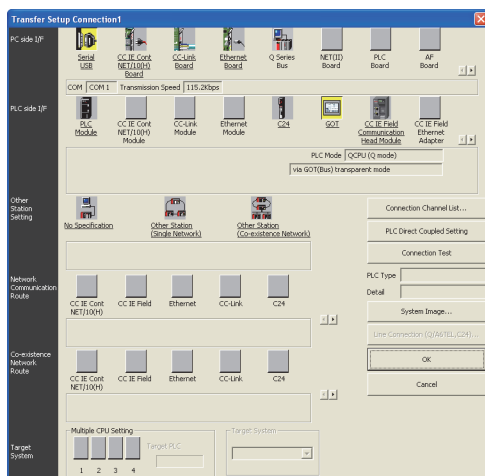 Transfer Setup Connection1
PC side I/F
Serial USB
CC IE Cont NET/10(H) Board
CC-Link Board
Ethernet Board
Q Series Bus
NET(II) Board
PLC Board
AF Board
COM COM 1 Transmission Speed 115.2Kbps
PLC side I/F
PLC Module
CC IE Cont NET/10(H) Module
CC-Link Module
Ethernet Module
C24
GOT
CC IE Field Communication Head Module
CC IE Field Ethernet Adapter
PLC Mode QCPU (Q mode)
via GOT(Bus) transparent mode
Other Station Setting
No Specification
Other Station (Single Network)
Other Station (Co-existence Network)
Connection Channel List...
PLC Direct Coupled Setting
Connection Test
PLC Type
Detail
System Image...
Line Connection (Q/A6TEL,C24)...
OK
Cancel
Network Communication Route
CC IE Cont NET/10(H)
CC IE Field
Ethernet
CC-Link
C24
Co-existence Network Route
CC IE Cont NET/10(H)
CC IE Field
Ethernet
CC-Link
C24
Target System
Multiple CPU Setting
1 2 3 4
Target PLC
Target System